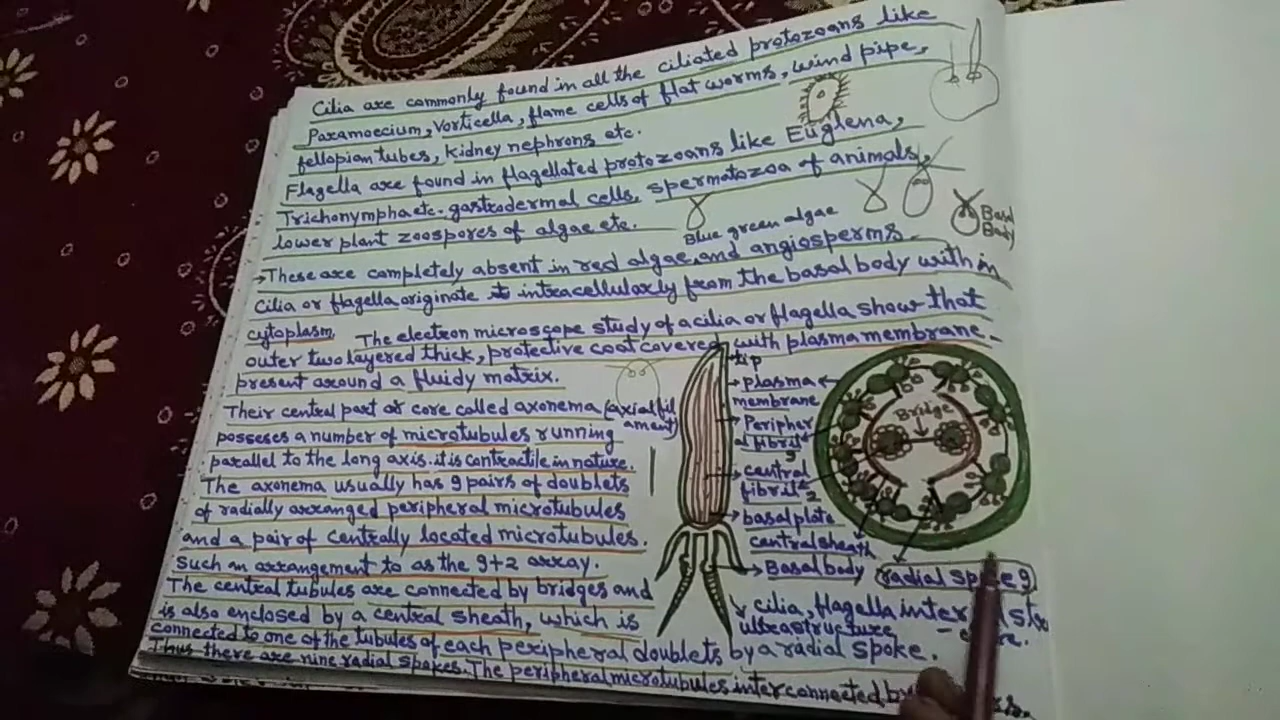 Cilia are commonly found in all the ciliated protozoans like
Paramoecium, Vorticella, flame cells of flat worms, wind pipe,
fellopian tubes, kidney nephrons etc.
Flagella are found in flagellated protozoans like Euglena,
Trichonympha etc. gastrodermal cells, spermatozoa of animals,
lower plant zoospores of algae etc.
Blue green algae
Basal
Body
→These are completely absent in red algae, and angiosperms.
Cilia or flagella originate intracellularly from the basal body with in
cytoplasm. The electron microscope study of a cilia or flagella show that
outer two layered thick, protective coat covered with plasma membrane -
present around a fluidy matrix.
Their central part or core called axonema (axial fil
ament)
posseses a number of microtubules running
parallel to the long axis. it is contractile in nature.
The axonema usually has 9 pairs of doublets
of radially arranged peripheral microtubules
and a pair of centrally located microtubules.
Such an arrangement to as the 9+2 array.
The central tubules are connected by bridges and
is also enclosed by a central sheath, which is
connected to one of the tubules of each peripheral doublets by a radial spoke.
Thus there are nine radial spokes. The peripheral microtubules interconnected by
tip
plasma
membrane
Peripher
al fibril
9
central
fibril 2
basal plate
central sheath
Basal body
Bridge
radial spoke 9
cilia, flagella
ultrastructure